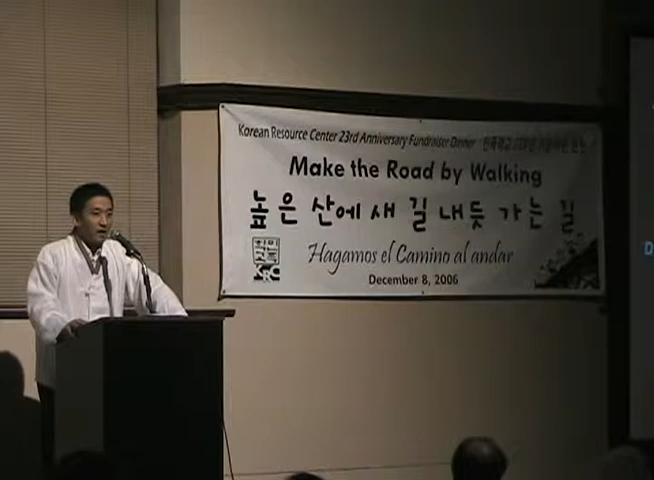 Korean Resource Center 23rd Anniversary Fundraiser Dinner
Make the Road by Walking
높은 산에 새 길 내듯 가는 길
Hagamos el Camino al andar
KRC
December 8, 2006